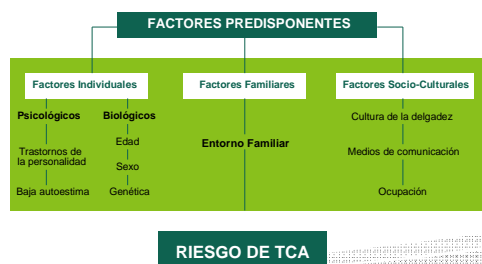 FACTORES PREDISPONENTES
Factores Individuales
Factores Familiares
Factores Socio-Culturales
Psicológicos
Biológicos
Trastornos de
la personalidad
Baja autoestima
Edad
Sexo
Genética
Entorno Familiar
Cultura de la delgadez
Medios de comunicación
Ocupación
RIESGO DE TCA